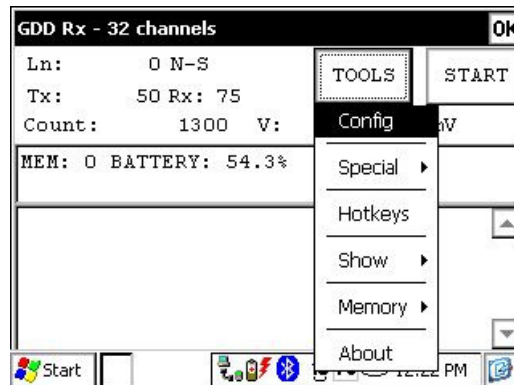 GDD Rx - 32 channels OK
Ln: 0 N-S
TOOLS START
Tx: 50 Rx: 75
Count: 1300 V: mV
Config
MEM: 0 BATTERY: 54.3%
Special
Hotkeys
Show
Memory
About
Start PM